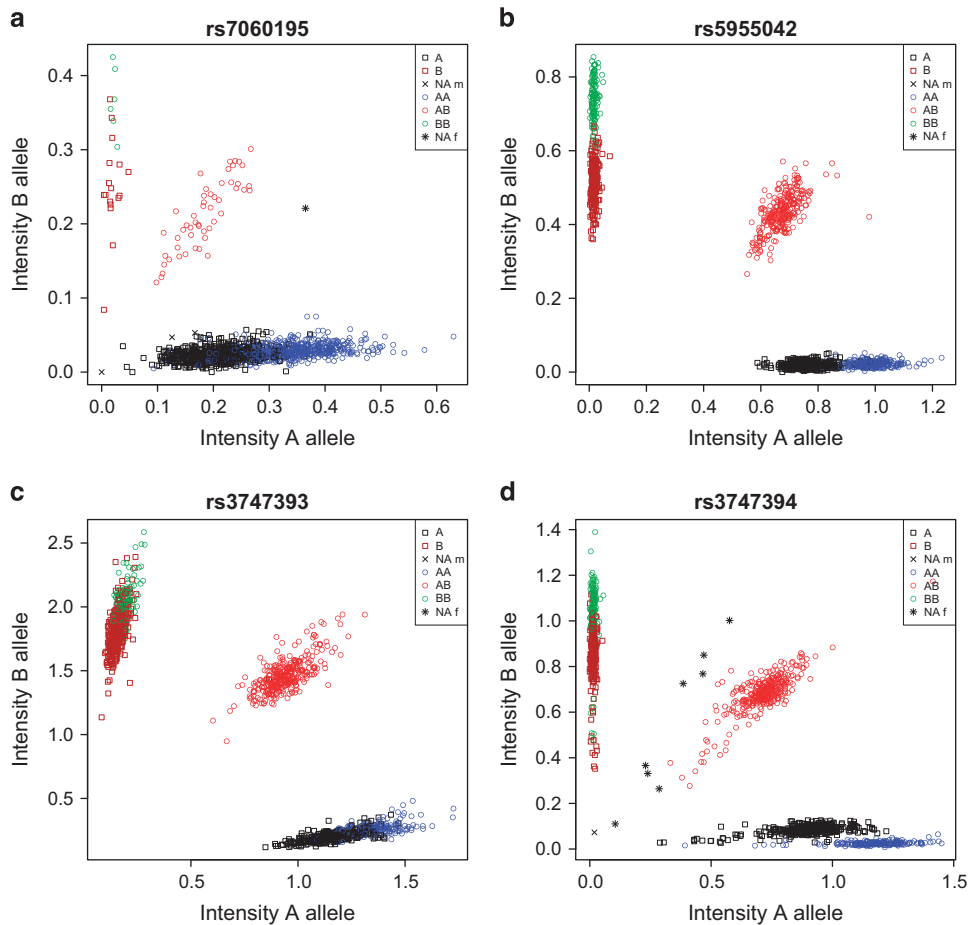 a
rs7060195
Intensity B allele
0.4
0.3
0.2
0.1
0.0
A
B
NA m
AA
AB
BB
NA f
0.0 0.1 0.2 0.3 0.4 0.5 0.6
Intensity A allele
b
rs5955042
Intensity B allele
0.8
0.6
0.4
0.2
0.0
A
B
NA m
AA
AB
BB
NA f
0.0 0.2 0.4 0.6 0.8 1.0 1.2
Intensity A allele
c
rs3747393
Intensity B allele
2.5
2.0
1.5
1.0
0.5
A
B
NA m
AA
AB
BB
NA f
0.5 1.0 1.5
Intensity A allele
d
rs3747394
Intensity B allele
1.4
1.2
1.0
0.8
0.6
0.4
0.2
0.0
A
B
NA m
AA
AB
BB
NA f
0.0 0.5 1.0 1.5
Intensity A allele